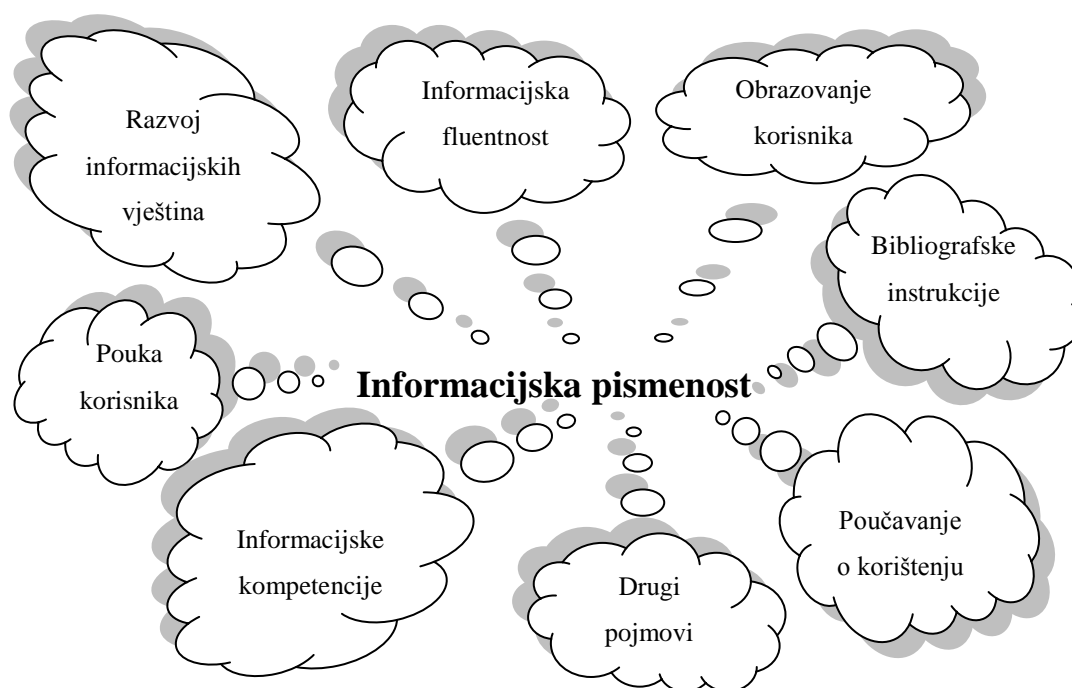 Razvoj
informacijskih
vještina
Informacijska
fluentnost
Obrazovanje
korisnika
Bibliografske
instrukcije
Pouka
korisnika
Informacijska pismenost
Informacijske
kompetencije
Drugi
pojmovi
Poučavanje
o korištenju